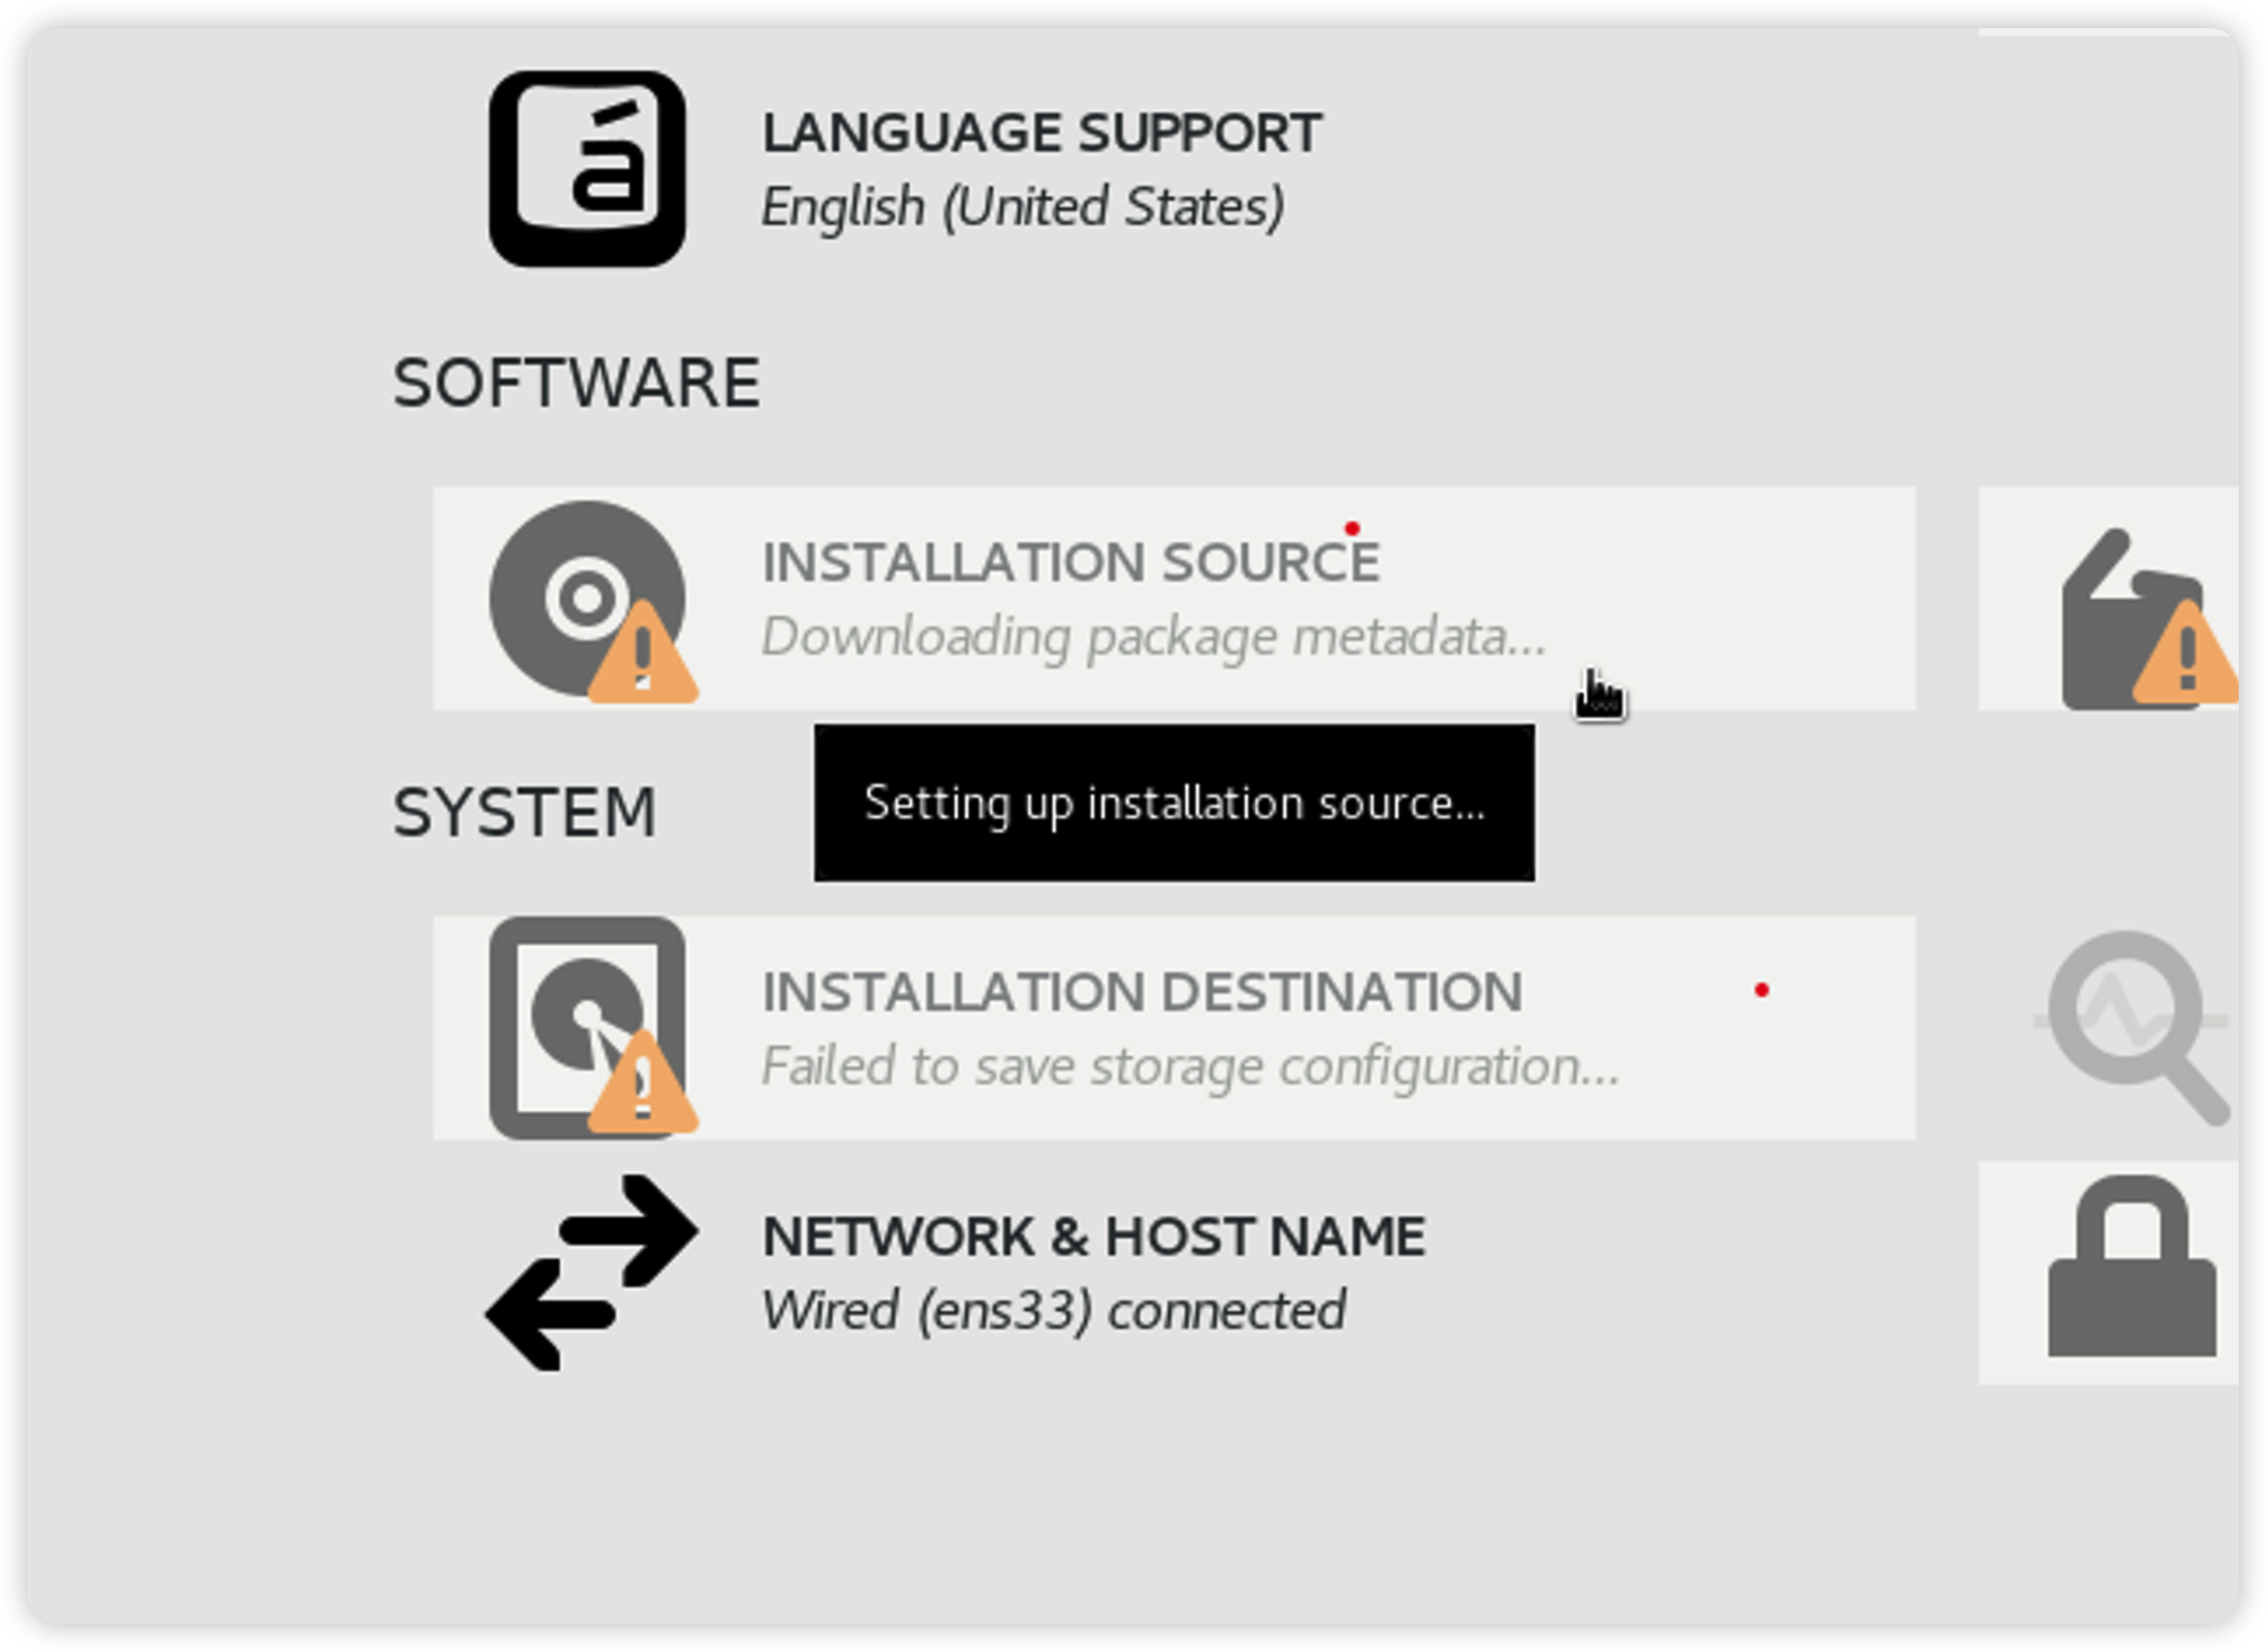 LANGUAGE SUPPORT
English (United States)
SOFTWARE
INSTALLATION SOURCE
Downloading package metadata...
Setting up installation source...
SYSTEM
INSTALLATION DESTINATION
Failed to save storage configuration...
NETWORK & HOST NAME
Wired (ens33) connected